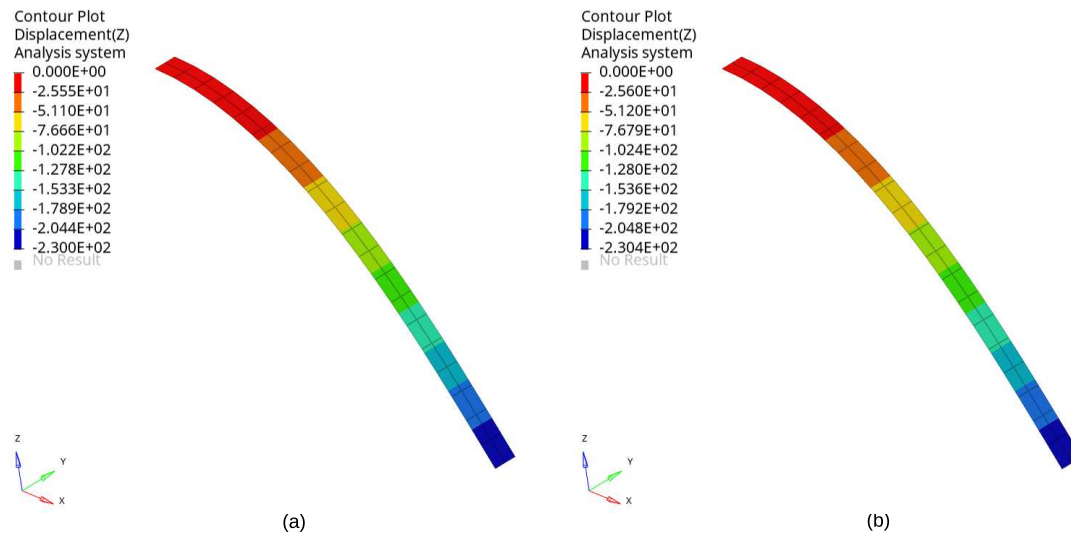 Contour Plot
Displacement(Z)
Analysis system
0.000E+00
-2.555E+01
-5.110E+01
-7.666E+01
-1.022E+02
-1.278E+02
-1.533E+02
-1.789E+02
-2.044E+02
-2.300E+02
No Result
Z
Y
X
(a)
Contour Plot
Displacement(Z)
Analysis system
0.000E+00
-2.560E+01
-5.120E+01
-7.679E+01
-1.024E+02
-1.280E+02
-1.536E+02
-1.792E+02
-2.048E+02
-2.304E+02
No Result
Z
Y
X
(b)